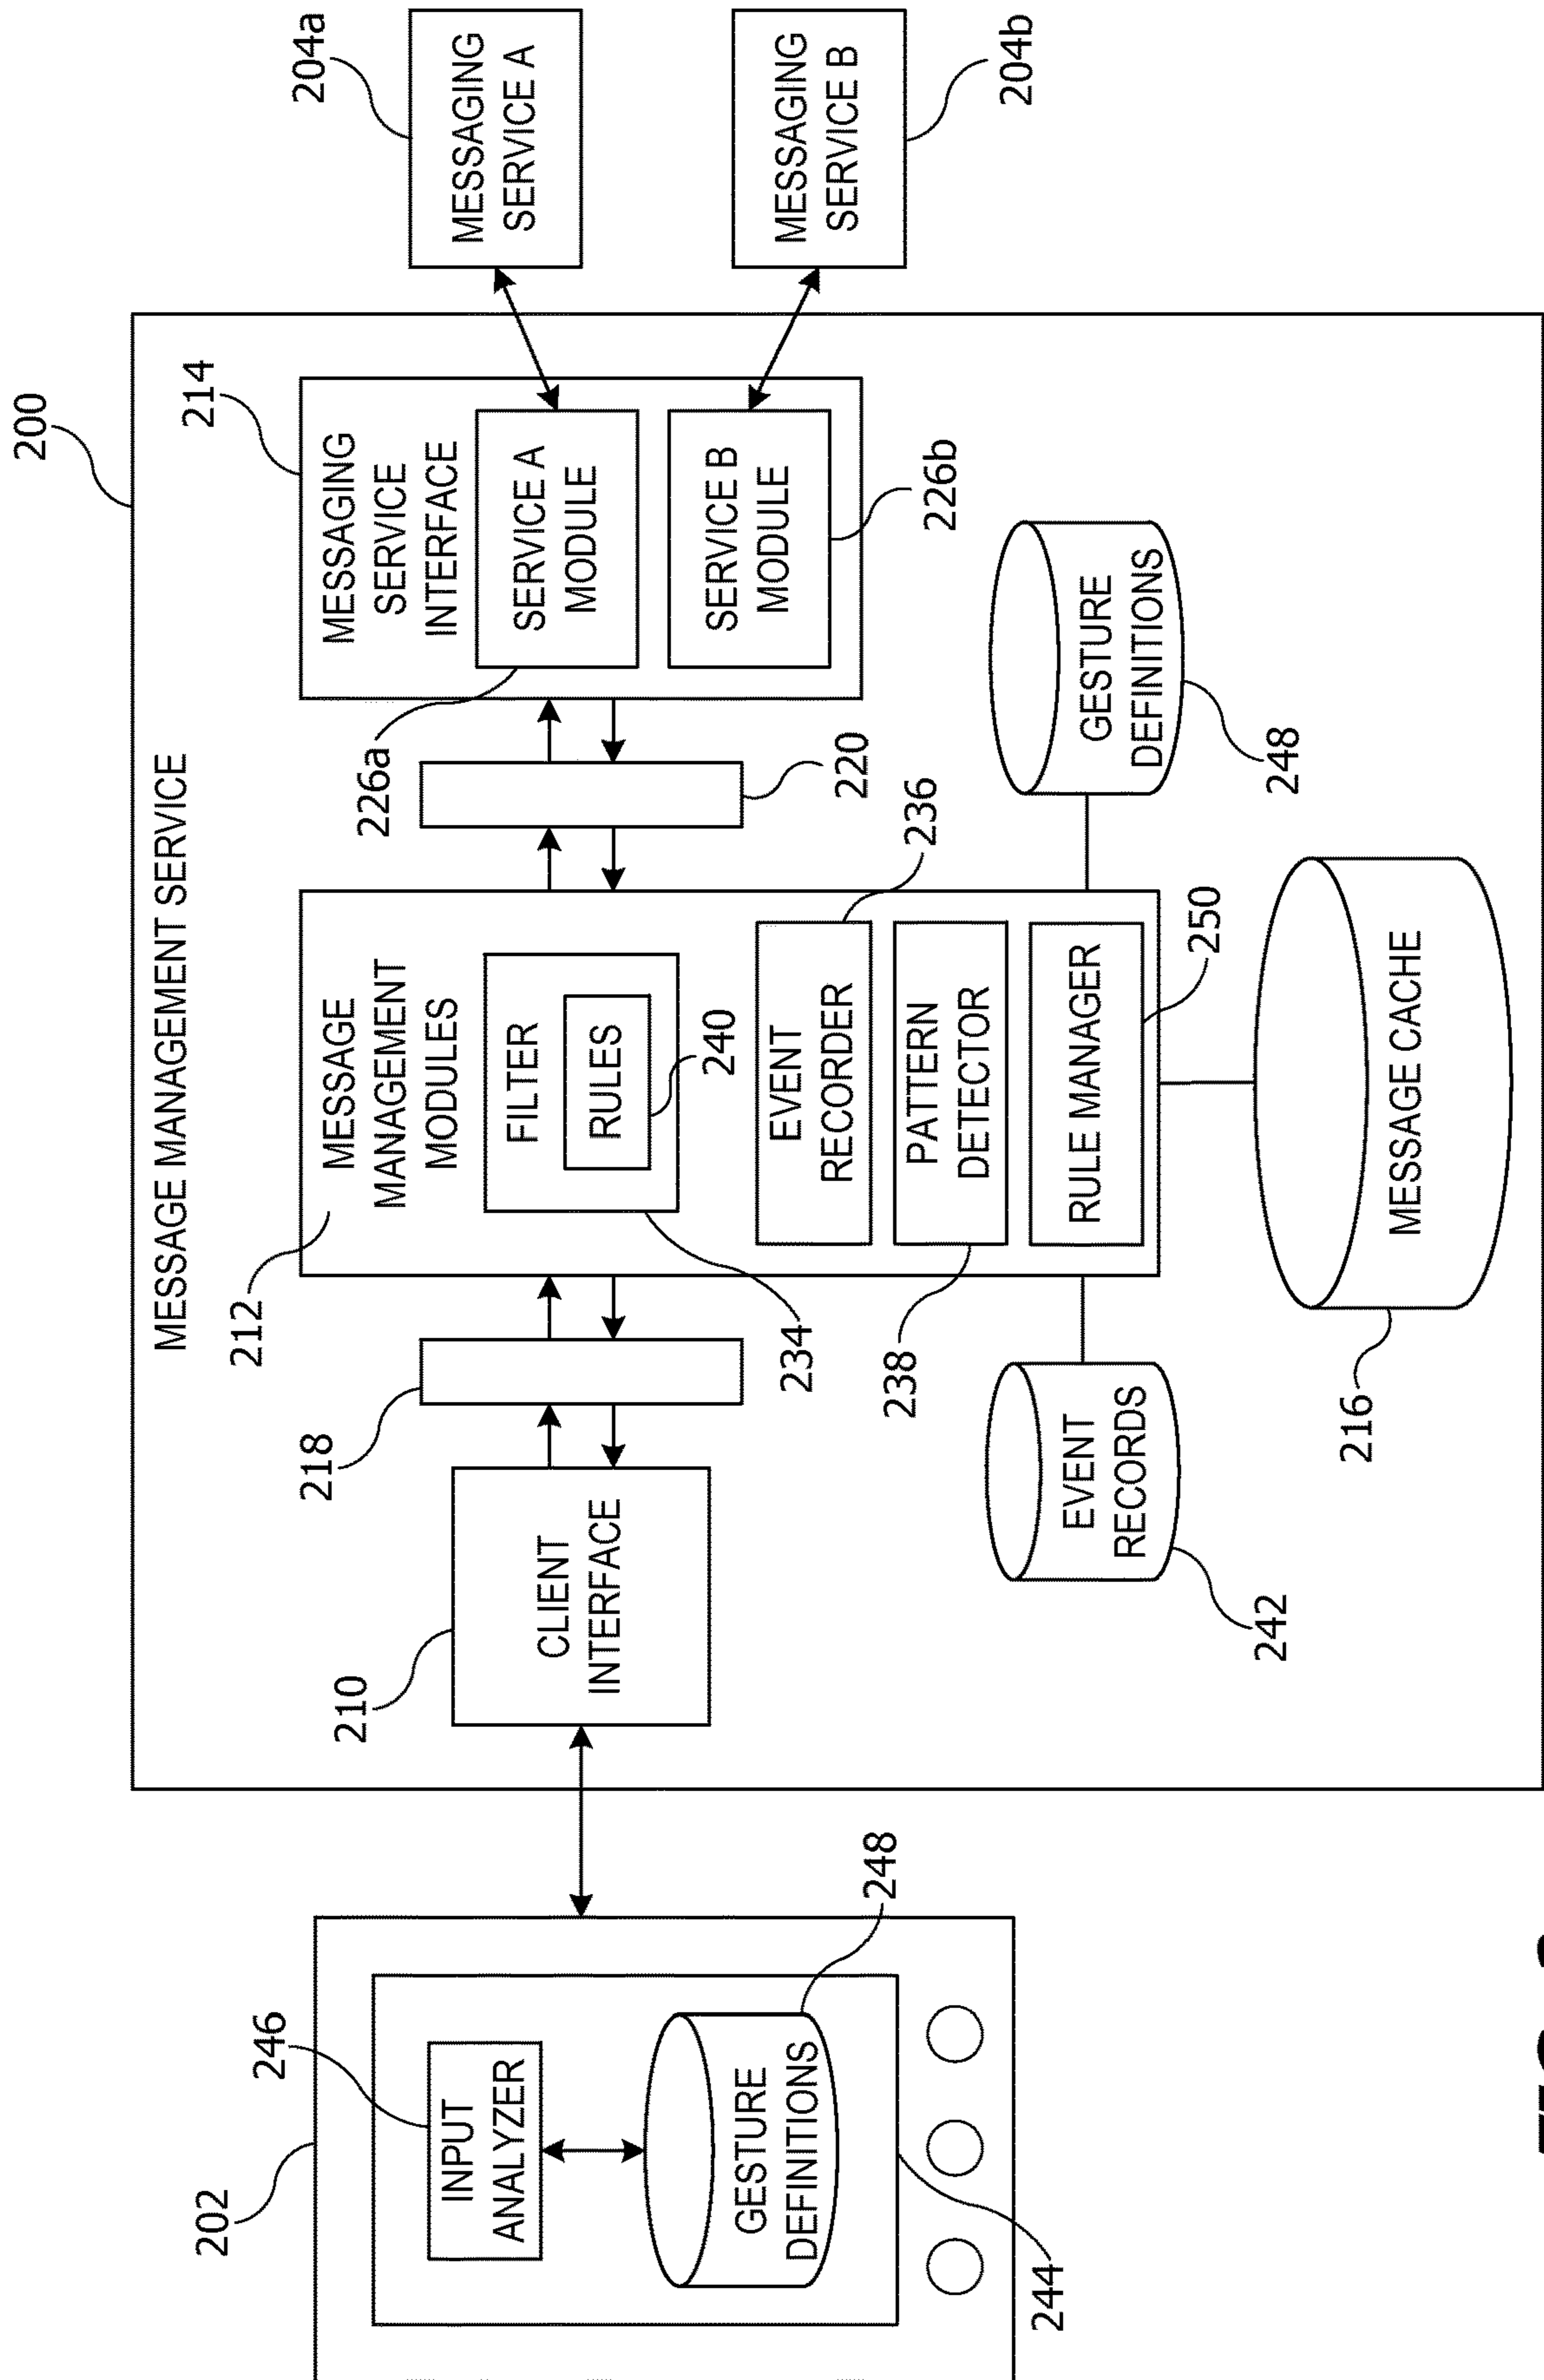 200
MESSAGE MANAGEMENT SERVICE
202
246
INPUT
ANALYZER
GESTURE
DEFINITIONS
248
244
210
CLIENT
INTERFACE
218
212
MESSAGE
MANAGEMENT
MODULES
FILTER
RULES
240
234
EVENT
RECORDER
236
PATTERN
DETECTOR
238
RULE MANAGER
250
220
214
MESSAGING
SERVICE
INTERFACE
SERVICE A
MODULE
226a
SERVICE B
MODULE
226b
204a
MESSAGING
SERVICE A
MESSAGING
SERVICE B
204b
EVENT
RECORDS
242
MESSAGE CACHE
216
GESTURE
DEFINITIONS
248